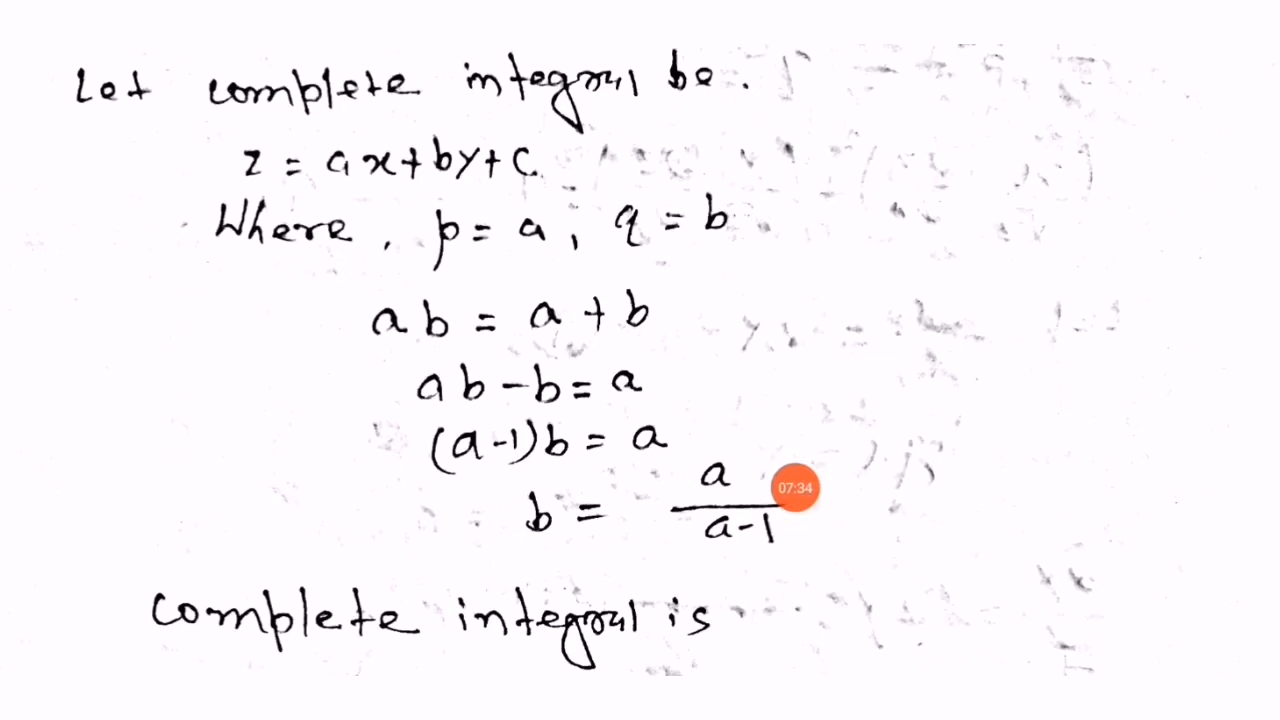 Let complete integral be.
z = ax+by+c.
Where, p = a, q = b
ab = a + b
ab - b = a
(a-1)b = a
b = a/a-1
07:34
complete integral is